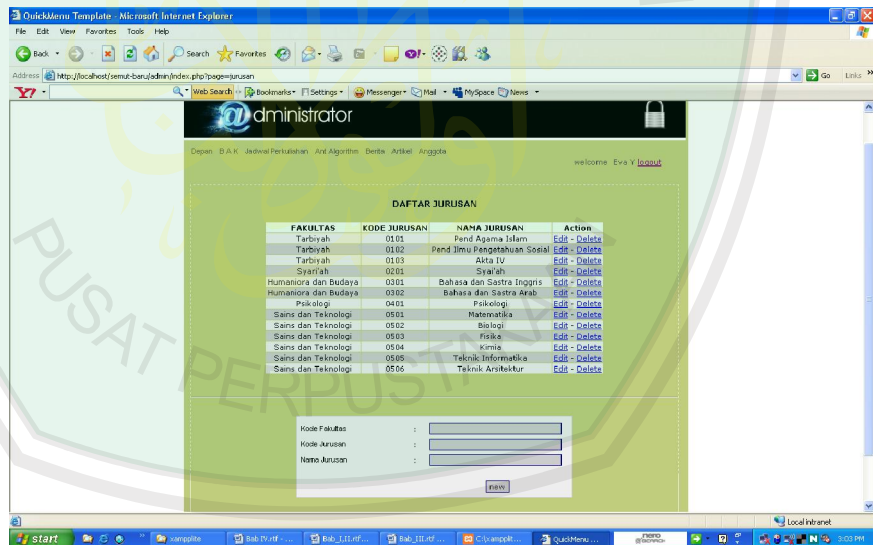 QuickMenu Template - Microsoft Internet Explorer
File Edit View Favorites Tools Help
Back Search Favorites
Address http://localhost/semut-baru/admin/index.php?page=jurusan Go Links
Y! Web Search Bookmarks Settings Messenger Mail MySpace News
@dministrator
Depan B.A.K Jadwal Perkuliahan Ant Algorithm Berita Artikel Anggota
welcome Eva Y logout
DAFTAR JURUSAN
FAKULTAS KODE JURUSAN NAMA JURUSAN Action
Tarbiyah 0101 Pend Agama Islam Edit - Delete
Tarbiyah 0102 Pend Ilmu Pengetahuan Sosial Edit - Delete
Tarbiyah 0103 Akta IV Edit - Delete
Syari'ah 0201 Syai'ah Edit - Delete
Humaniora dan Budaya 0301 Bahasa dan Sastra Inggris Edit - Delete
Humaniora dan Budaya 0302 Bahasa dan Sastra Arab Edit - Delete
Psikologi 0401 Psikologi Edit - Delete
Sains dan Teknologi 0501 Matematika Edit - Delete
Sains dan Teknologi 0502 Biologi Edit - Delete
Sains dan Teknologi 0503 Fisika Edit - Delete
Sains dan Teknologi 0504 Kimia Edit - Delete
Sains dan Teknologi 0505 Teknik Informatika Edit - Delete
Sains dan Teknologi 0506 Teknik Arsitektur Edit - Delete
PUSAT PERPUSTAKAAN
Kode Fakultas :
Kode Jurusan :
Nama Jurusan :
new
Local intranet
start xampplite Bab IV.rtf - ... Bab_I,II.rtf... Bab_III.rtf ... C:\xampplit... QuickMenu ... nero 3:03 PM